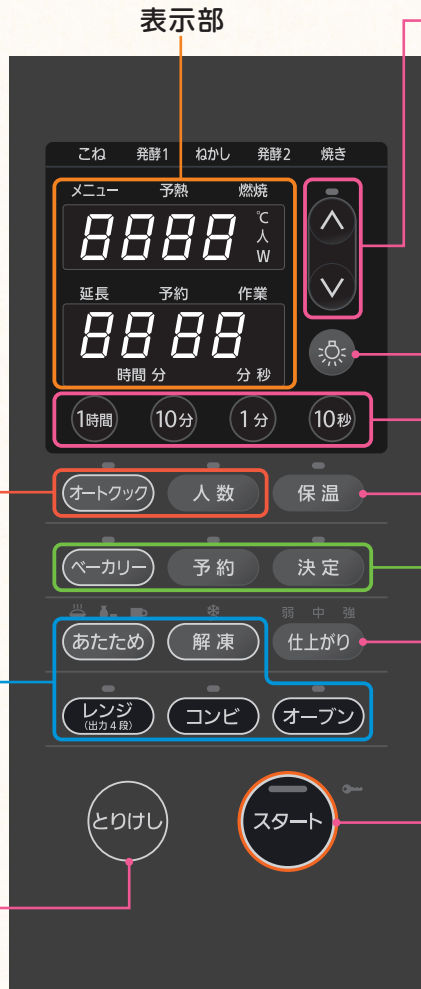 表示部
こね 発酵1 ねかし 発酵2 焼き
メニュー 予熱 燃焼
8888
℃
人
W
延長 予約 作業
88 88
時間 分 分 秒
1時間 10分 1分 10秒
オートクック 人数 保温
ベーカリー 予約 決定
弱 中 強
あたため 解凍 仕上がり
レンジ コンビ オーブン
(出力4段)
とりけし スタート